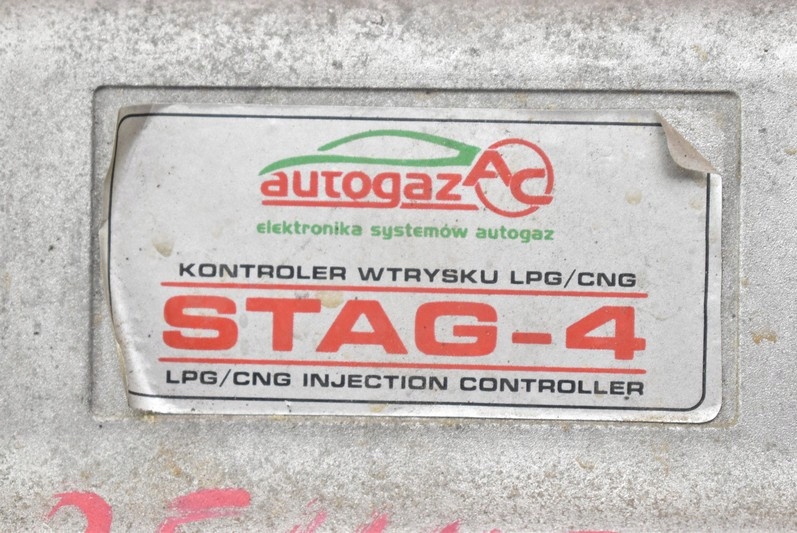 autogaz AC
elektronika systemów autogaz
KONTROLER WTRYSKU LPG/CNG
STAG-4
LPG/CNG INJECTION CONTROLLER